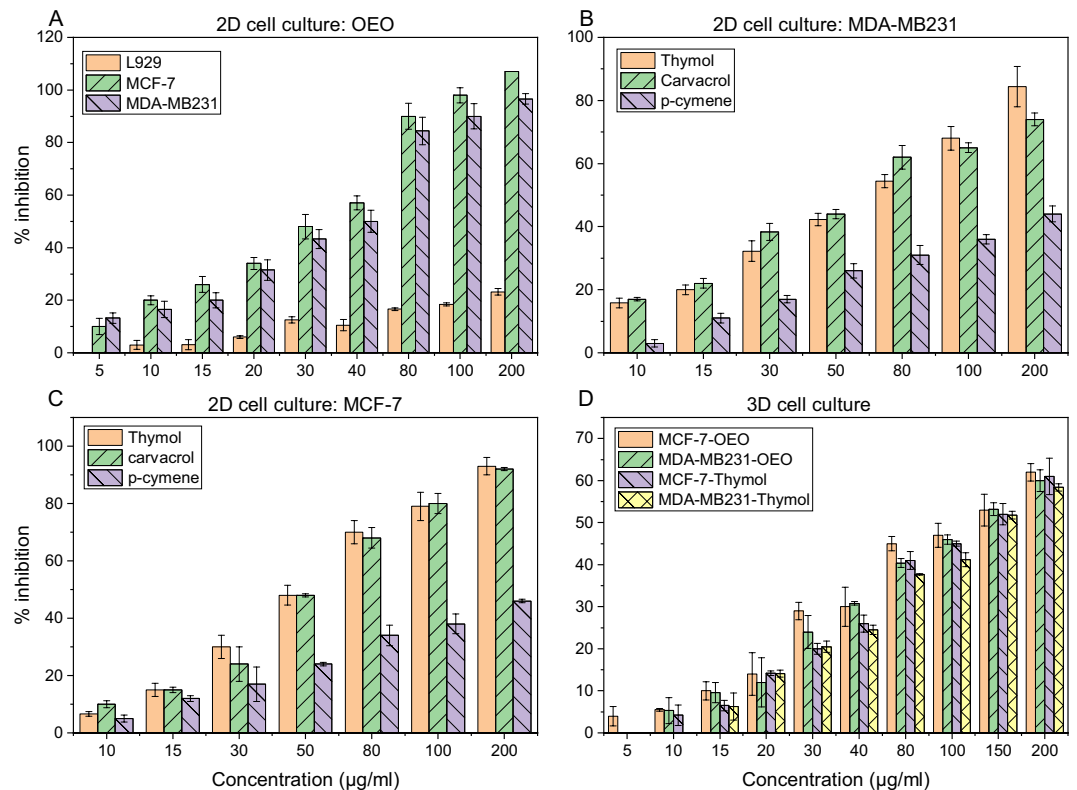 A
2D cell culture: OEO
120
100
80
60
40
20
0
% inhibition
L929
MCF-7
MDA-MB231
5 10 15 20 30 40 80 100 200
B
2D cell culture: MDA-MB231
100
80
60
40
20
0
Thymol
Carvacrol
p-cymene
10 15 30 50 80 100 200
C
2D cell culture: MCF-7
100
80
60
40
20
0
% inhibition
Thymol
carvacrol
p-cymene
10 15 30 50 80 100 200
Concentration (µg/ml)
D
3D cell culture
70
60
50
40
30
20
10
0
MCF-7-OEO
MDA-MB231-OEO
MCF-7-Thymol
MDA-MB231-Thymol
5 10 15 20 30 40 80 100 150 200
Concentration (µg/ml)